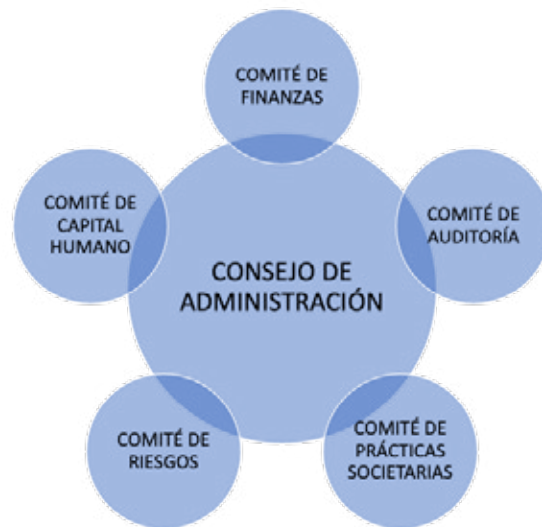 COMITÉ DE
FINANZAS
COMITÉ DE
CAPITAL
HUMANO
COMITÉ DE
AUDITORÍA
CONSEJO DE
ADMINISTRACIÓN
COMITÉ DE
RIESGOS
COMITÉ DE
PRÁCTICAS
SOCIETARIAS